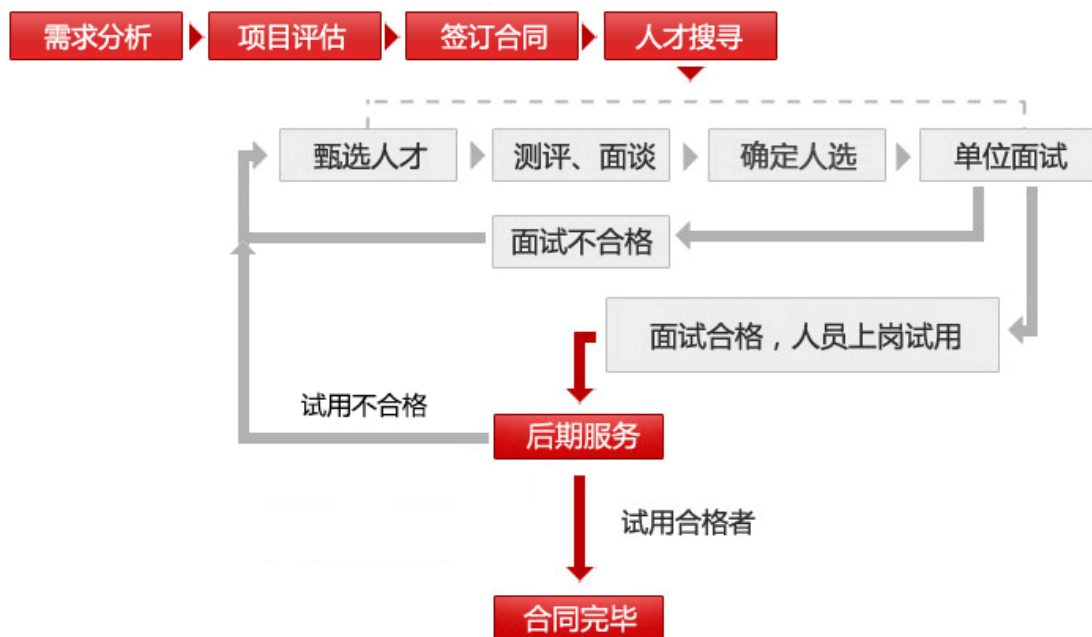 需求分析
项目评估
签订合同
人才搜寻
甄选人才
测评、面谈
确定人选
单位面试
面试不合格
面试合格，人员上岗试用
试用不合格
后期服务
试用合格者
合同完毕